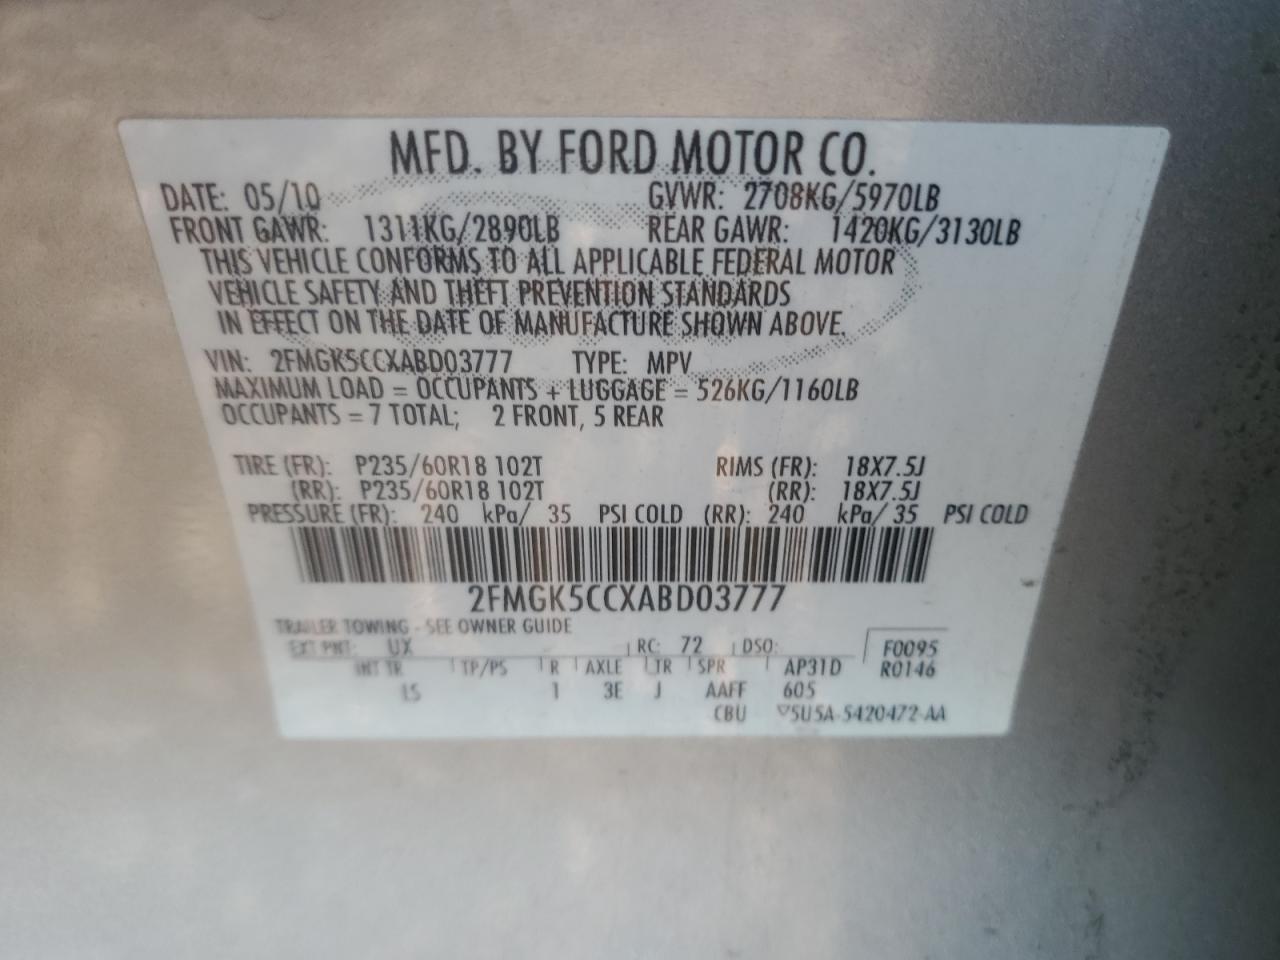 MFD. BY FORD MOTOR CO.
DATE: 05/10 GVWR: 2708KG/5970LB
FRONT GAWR: 1311KG/2890LB REAR GAWR: 1420KG/3130LB
THIS VEHICLE CONFORMS TO ALL APPLICABLE FEDERAL MOTOR
VEHICLE SAFETY AND THEFT PREVENTION STANDARDS
IN EFFECT ON THE DATE OF MANUFACTURE SHOWN ABOVE.
VIN: 2FMGK5CCXABD03777 TYPE: MPV
MAXIMUM LOAD = OCCUPANTS + LUGGAGE = 526KG/1160LB
OCCUPANTS = 7 TOTAL; 2 FRONT, 5 REAR
TIRE (FR): P235/60R18 102T RIMS (FR): 18X7.5J
(RR): P235/60R18 102T (RR): 18X7.5J
PRESSURE (FR): 240 kPa/ 35 PSI COLD (RR): 240 kPa/ 35 PSI COLD
2FMGK5CCXABD03777
TRAILER TOWING - SEE OWNER GUIDE
EXT PNT: UX RC: 72 DSO: F0095
INT TR TP/PS R AXLE TR SPR AP31D R0146
LS 1 3E J AAFF 605
CBU ▽5U5A-5420472-AA